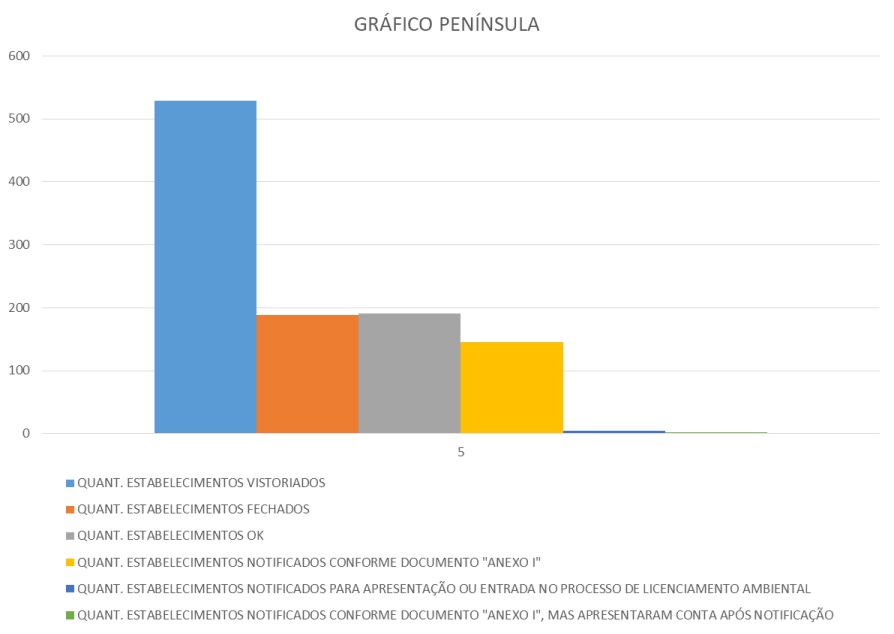 GRÁFICO PENÍNSULA
600
500
400
300
200
100
0
5
QUANT. ESTABELECIMENTOS VISTORIADOS
QUANT. ESTABELECIMENTOS FECHADOS
QUANT. ESTABELECIMENTOS OK
QUANT. ESTABELECIMENTOS NOTIFICADOS CONFORME DOCUMENTO "ANEXO I"
QUANT. ESTABELECIMENTOS NOTIFICADOS PARA APRESENTAÇÃO OU ENTRADA NO PROCESSO DE LICENCIAMENTO AMBIENTAL
QUANT. ESTABELECIMENTOS NOTIFICADOS CONFORME DOCUMENTO "ANEXO I", MAS APRESENTARAM CONTA APÓS NOTIFICAÇÃO